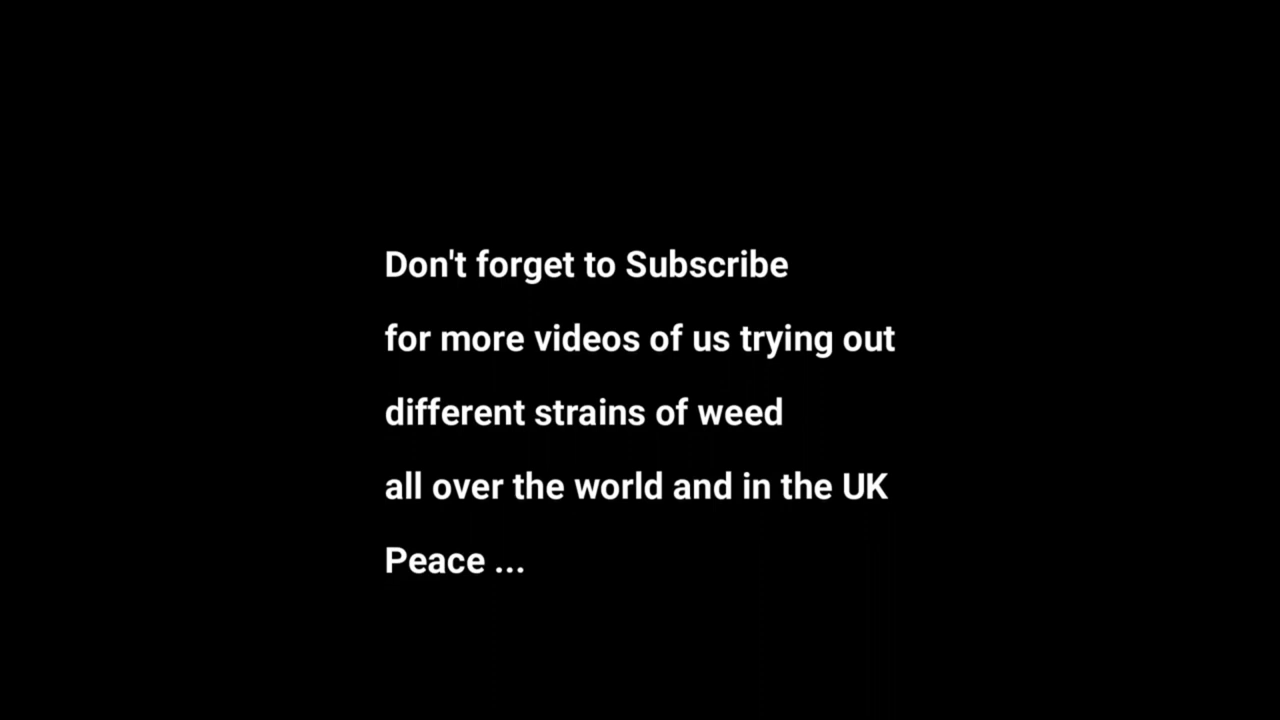 Don't forget to Subscribe
for more videos of us trying out
different strains of weed
all over the world and in the UK
Peace ...